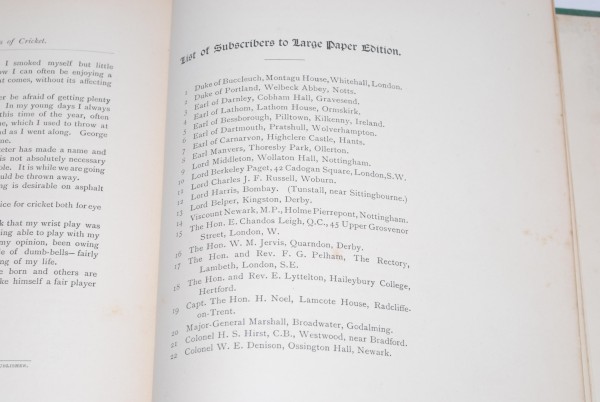 s of Cricket.
I smoked myself but little
ow I can often be enjoying a
at comes, without its affecting
er be afraid of getting plenty
In my young days I always
this time of the year, often
me, which I used to throw at
d as I went along. George
me.
eter has made a name and
is not absolutely necessary
ble. It is while we are going
ould be thrown away.
ng is desirable on asphalt
ice for cricket both for eye
k that my wrist play was
ing able to play with my
my opinion, been owing
e of dumb-bells—fairly
ng of my life.
e born and others are
ke himself a fair player
List of Subscribers to Large Paper Edition.
1 Duke of Buccleuch, Montagu House, Whitehall, London.
2 Duke of Portland, Welbeck Abbey, Notts.
3 Earl of Darnley, Cobham Hall, Gravesend.
4 Earl of Lathom, Lathom House, Ormskirk.
5 Earl of Bessborough, Pilltown, Kilkenny, Ireland.
6 Earl of Dartmouth, Pratshull, Wolverhampton.
7 Earl of Carnarvon, Highclere Castle, Hants.
8 Earl Manvers, Thoresby Park, Ollerton.
9 Lord Middleton, Wollaton Hall, Nottingham.
10 Lord Berkeley Paget, 42 Cadogan Square, London, S.W.
11 Lord Charles J. F. Russell, Woburn.
12 Lord Harris, Bombay. (Tunstall, near Sittingbourne.)
13 Lord Belper, Kingston, Derby.
14 Viscount Newark, M.P., Holme Pierrepont, Nottingham.
15 The Hon. E. Chandos Leigh, Q.C., 45 Upper Grosvenor
Street, London, W.
16 The Hon. W. M. Jervis, Quarndon, Derby.
17 The Hon. and Rev. F. G. Pelham, The Rectory,
Lambeth, London, S.E.
18 The Hon. and Rev. E. Lyttelton, Haileybury College,
Hertford.
19 Capt. The Hon. H. Noel, Lamcote House, Radcliffe-
on-Trent.
20 Major-General Marshall, Broadwater, Godalming.
21 Colonel H. S. Hirst, C.B., Westwood, near Bradford.
22 Colonel W. E. Denison, Ossington Hall, Newark.